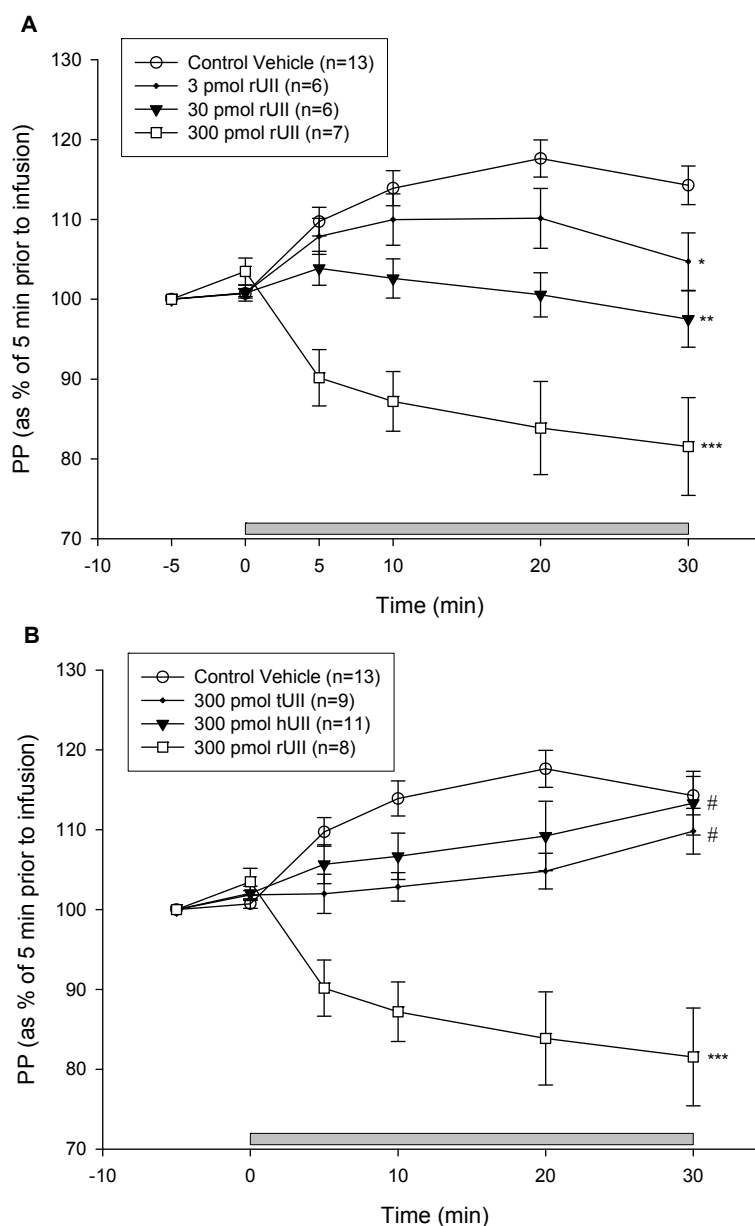 A
130
120
110
100
90
80
70
PP (as % of 5 min prior to infusion)
Control Vehicle (n=13)
3 pmol rUII (n=6)
30 pmol rUII (n=6)
300 pmol rUII (n=7)
*
**
***
-10 -5 0 5 10 20 30
Time (min)
B
130
120
110
100
90
80
70
PP (as % of 5 min prior to infusion)
Control Vehicle (n=13)
300 pmol tUII (n=9)
300 pmol hUII (n=11)
300 pmol rUII (n=8)
#
#
***
-10 0 10 20 30
Time (min)